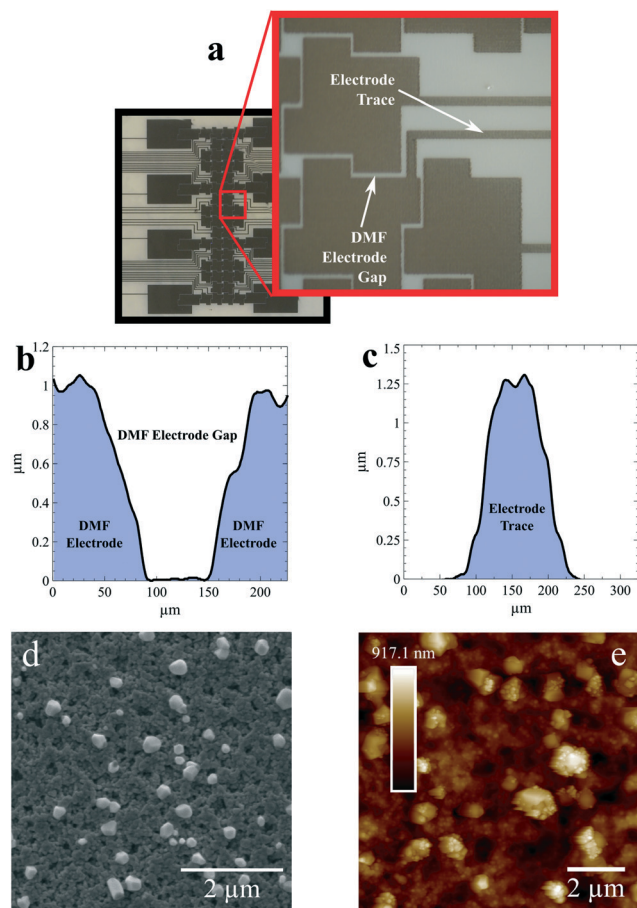 a
Electrode
Trace
DMF
Electrode
Gap
b
1.2
1
0.8
0.6
0.4
0.2
0
µm
DMF Electrode Gap
DMF
Electrode
DMF
Electrode
0 50 100 150 200
µm
c
1.5
1.25
1
0.75
0.5
0.25
0
µm
Electrode
Trace
0 50 100 150 200 250 300
µm
d
2 µm
917.1 nm
e
2 µm